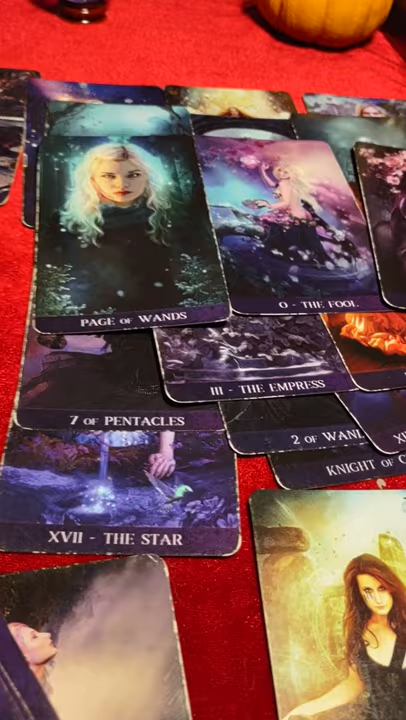 PAGE OF WANDS
0 - THE FOOL
III - THE EMPRESS
7 OF PENTACLES
2 OF WAN
KNIGHT OF C
XVII - THE STAR